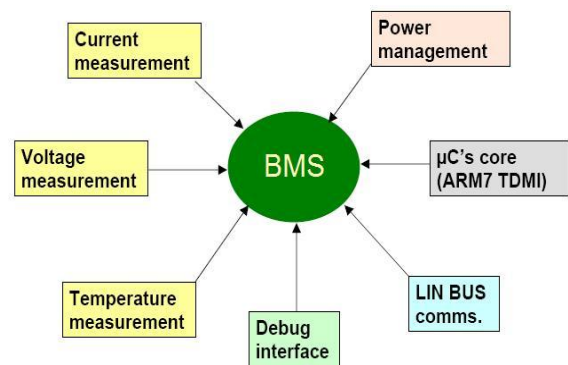 Current
measurement
Power
management
Voltage
measurement
BMS
µC's core
(ARM7 TDMI)
Temperature
measurement
Debug
interface
LIN BUS
comms.